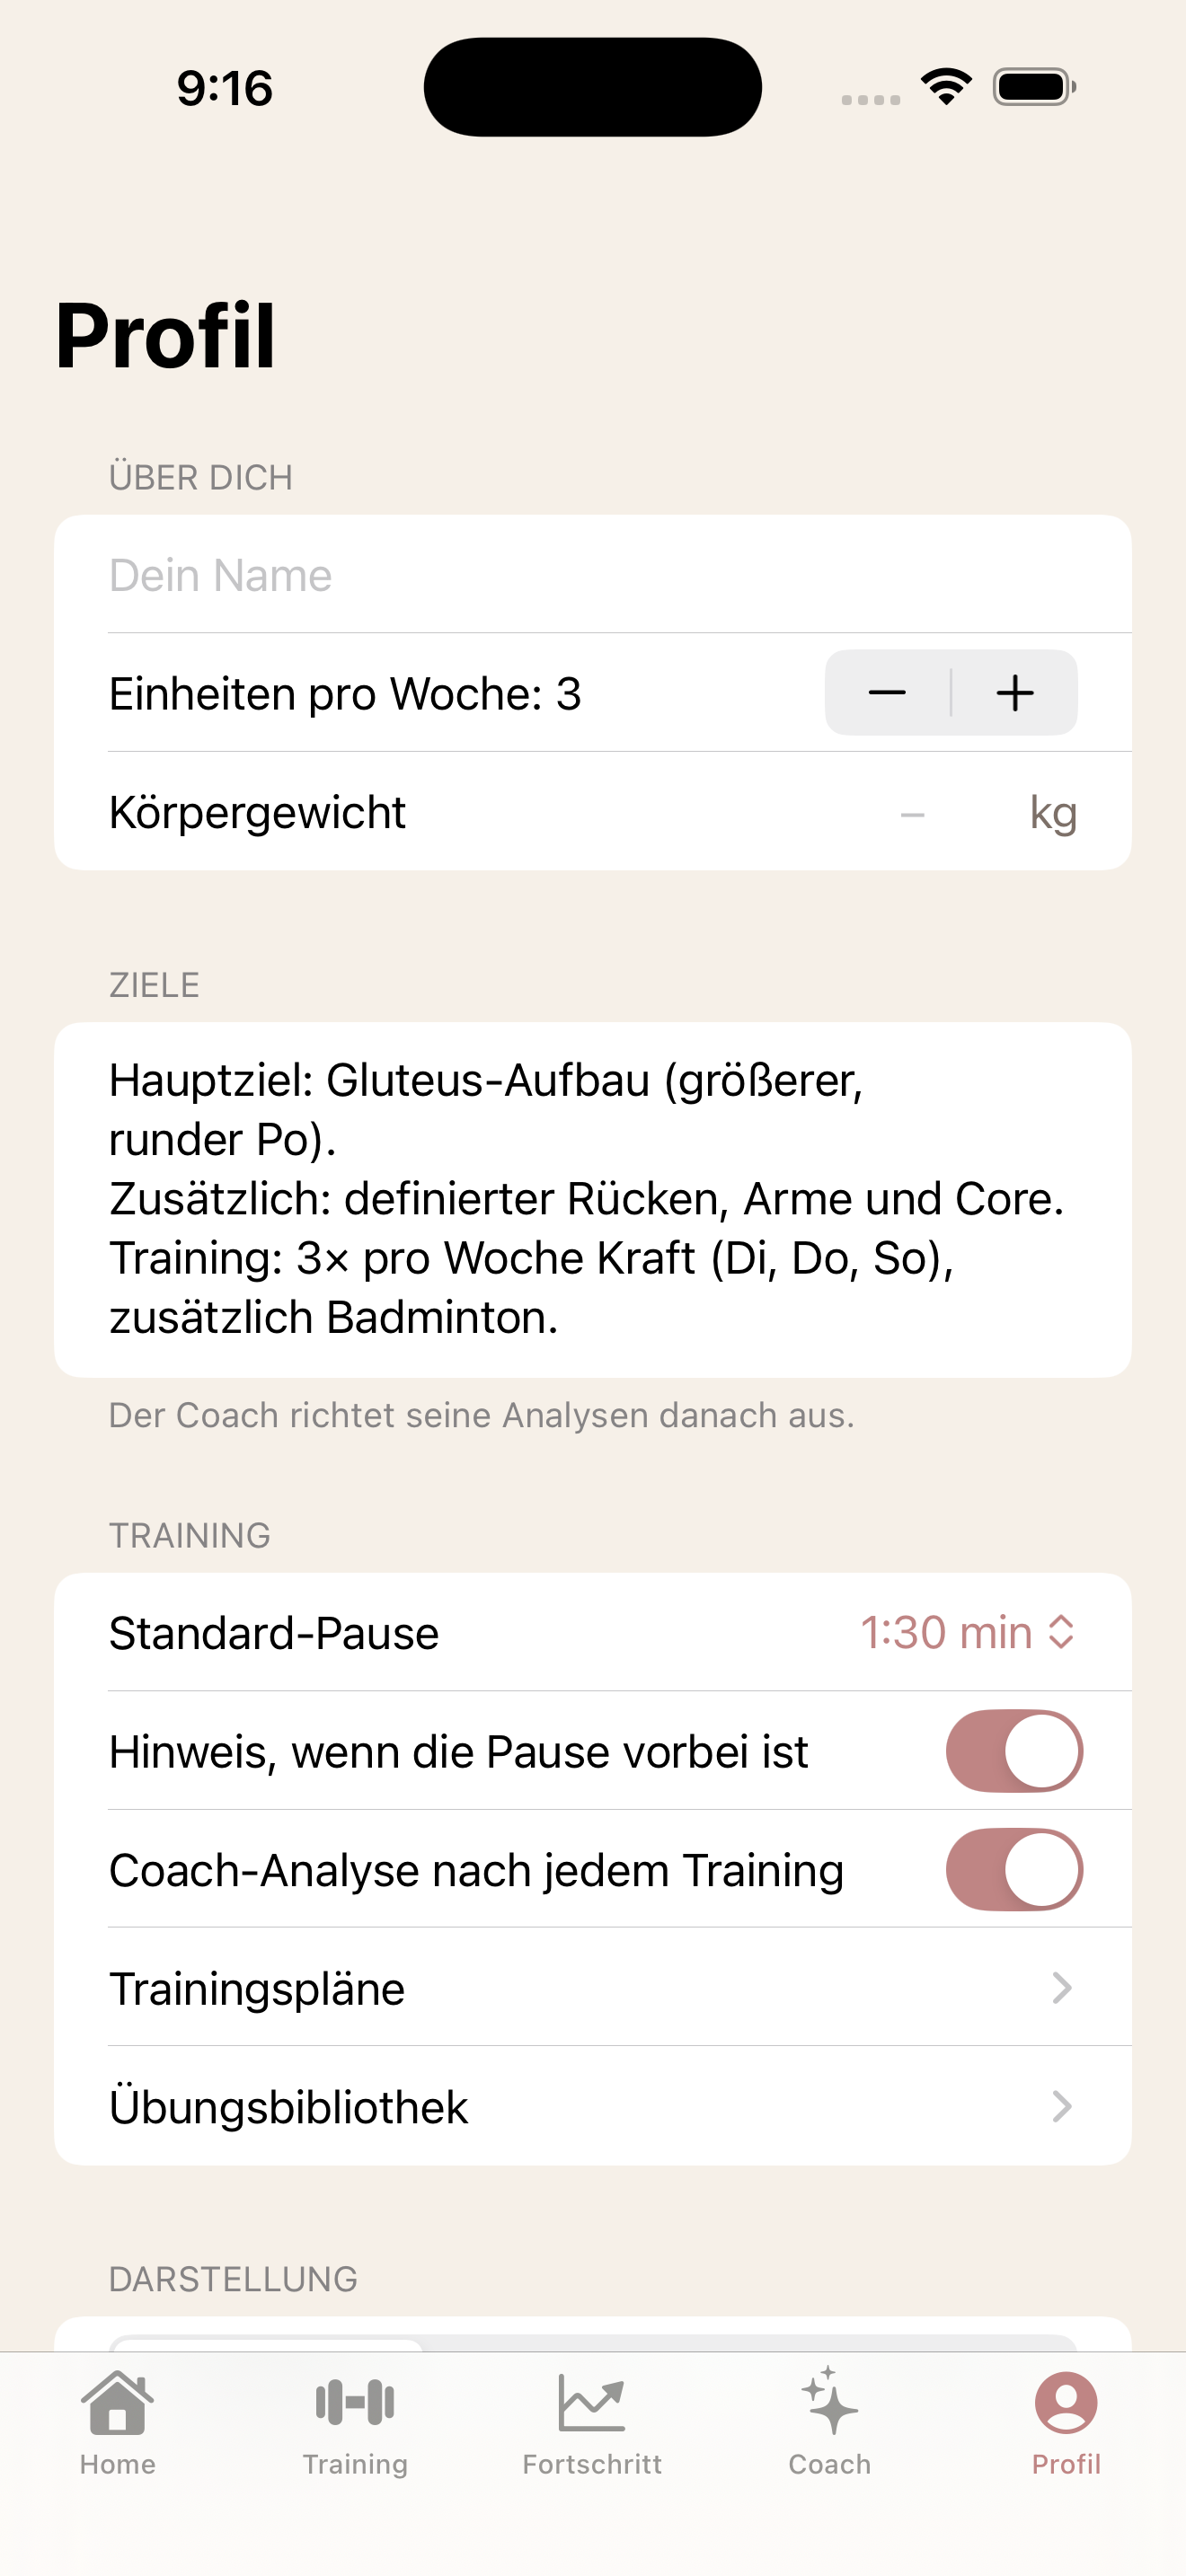 9:16
Profil
ÜBER DICH
Dein Name
Einheiten pro Woche: 3
Körpergewicht – kg
ZIELE
Hauptziel: Gluteus-Aufbau (größerer,
runder Po).
Zusätzlich: definierter Rücken, Arme und Core.
Training: 3× pro Woche Kraft (Di, Do, So),
zusätzlich Badminton.
Der Coach richtet seine Analysen danach aus.
TRAINING
Standard-Pause 1:30 min
Hinweis, wenn die Pause vorbei ist
Coach-Analyse nach jedem Training
Trainingspläne
Übungsbibliothek
DARSTELLUNG
Home Training Fortschritt Coach Profil